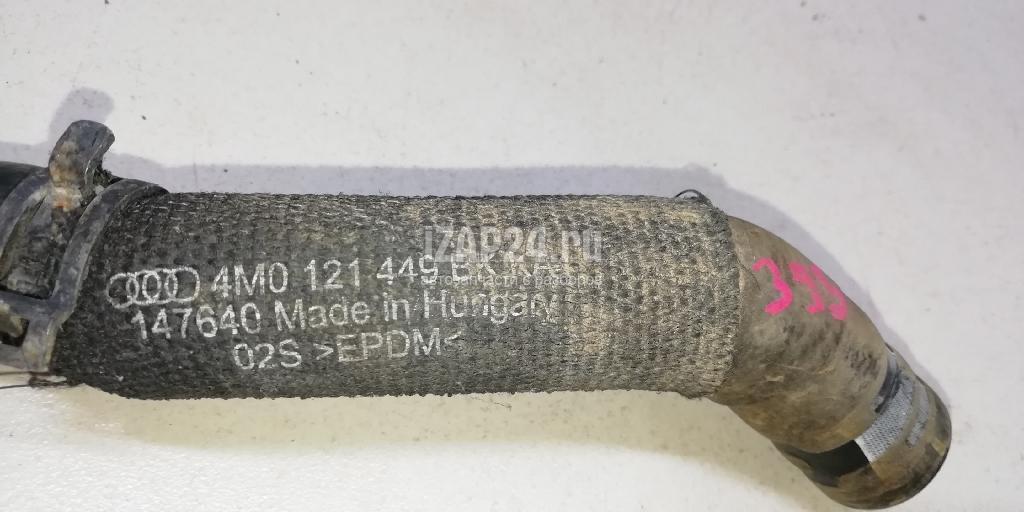 iZAP24.ru
4M0 121 449
147640 Made in Hungary
02S >EPDM<